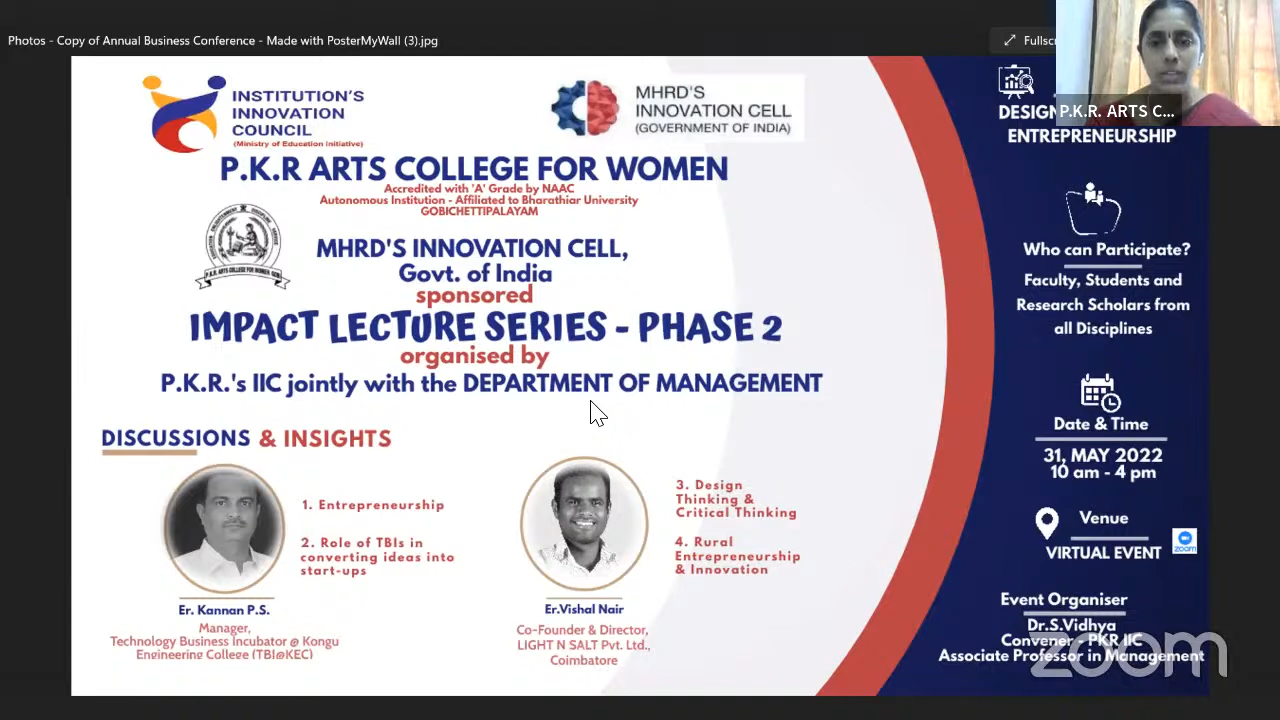 Photos - Copy of Annual Business Conference - Made with PosterMyWall (3).jpg
INSTITUTION'S
INNOVATION
COUNCIL
(Ministry of Education Initiative)
MHRD'S
INNOVATION CELL
(GOVERNMENT OF INDIA)
P.K.R ARTS COLLEGE FOR WOMEN
Accredited with 'A' Grade by NAAC
Autonomous Institution - Affiliated to Bharathiar University
GOBICHETTIPALAYAM
MHRD'S INNOVATION CELL,
Govt. of India
sponsored
IMPACT LECTURE SERIES - PHASE 2
organised by
P.K.R.'s IIC jointly with the DEPARTMENT OF MANAGEMENT
DISCUSSIONS & INSIGHTS
1. Entrepreneurship
2. Role of TBIs in
converting ideas into
start-ups
Er. Kannan P.S.
Manager,
Technology Business Incubator @ Kongu
Engineering College (TBI@KEC)
3. Design
Thinking &
Critical Thinking
4. Rural
Entrepreneurship
& Innovation
Er.Vishal Nair
Co-Founder & Director,
LIGHT N SALT Pvt. Ltd.,
Coimbatore
Fullsc
P.K.R. ARTS C...
DESIGN
ENTREPRENEURSHIP
Who can Participate?
Faculty, Students and
Research Scholars from
all Disciplines
Date & Time
31, MAY 2022
10 am - 4 pm
Venue
VIRTUAL EVENT
zoom
Event Organiser
Dr.S.Vidhya
Convener - PKR IIC
Associate Professor in Management
zoom